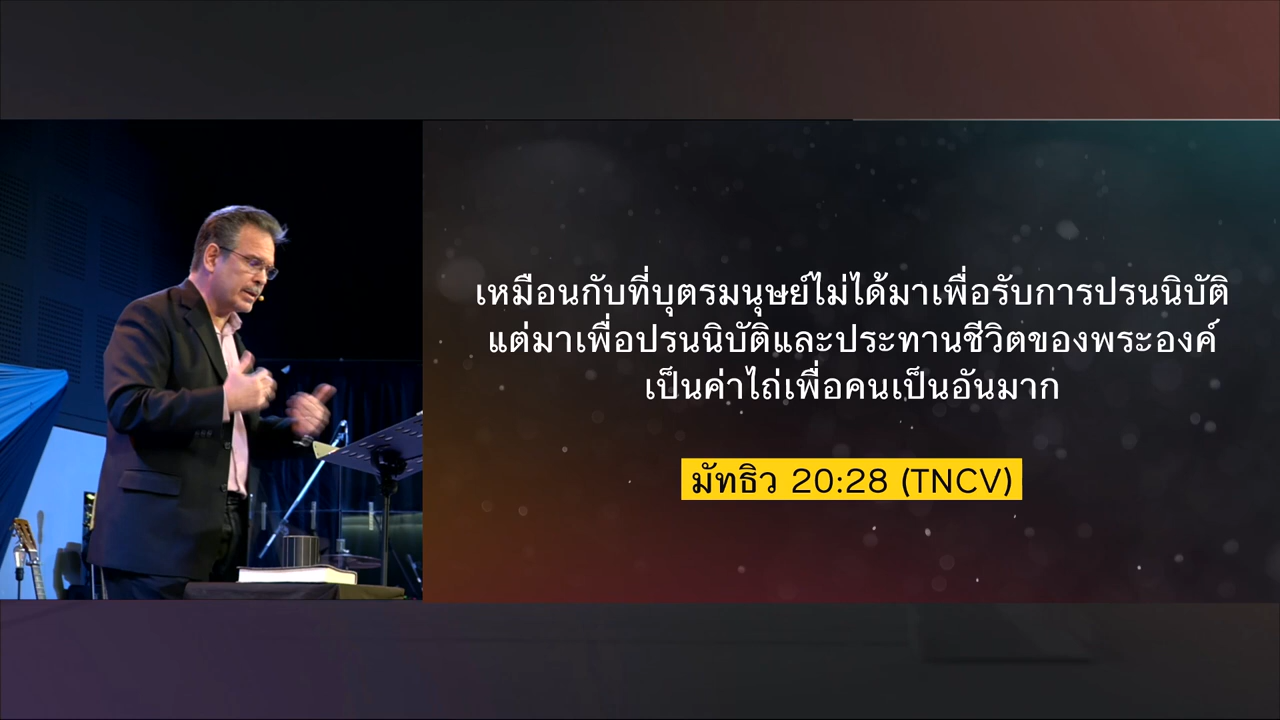 เหมือนกับที่บุตรมนุษย์ไม่ได้มาเพื่อรับการปรนนิบัติ
แต่มาเพื่อปรนนิบัติและประทานชีวิตของพระองค์
เป็นค่าไถ่เพื่อคนเป็นอันมาก
มัทธิว 20:28 (TNCV)